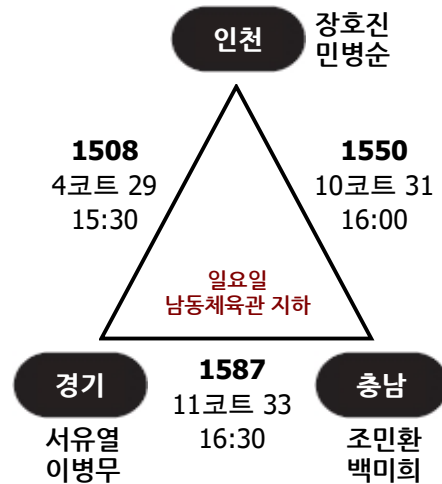 인천
장호진
민병순
1508
4코트 29
15:30
1550
10코트 31
16:00
일요일
남동체육관 지하
경기
서유열
이병무
1587
11코트 33
16:30
충남
조민환
백미희